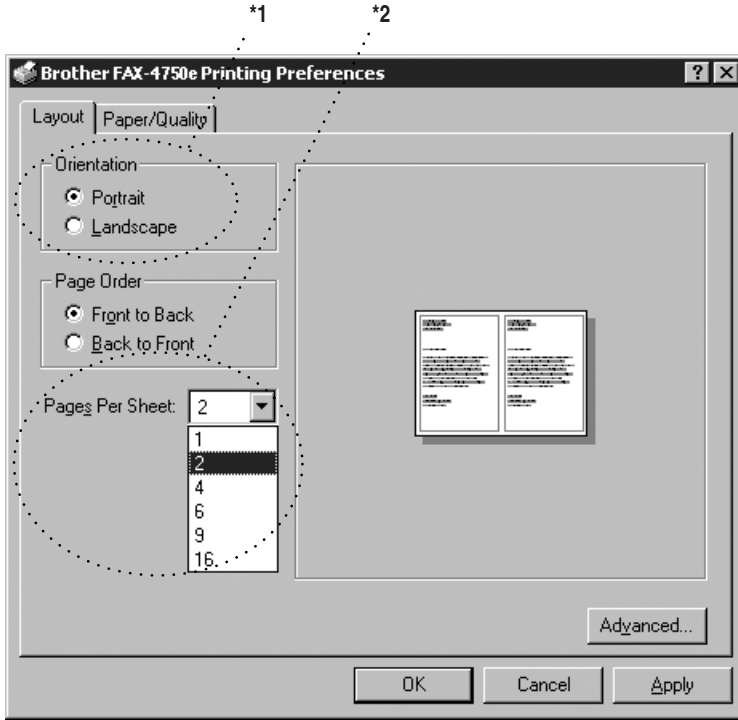 *1 *2
Brother FAX-4750e Printing Preferences
Layout Paper/Quality
Orientation
Portrait
Landscape
Page Order
Front to Back
Back to Front
Pages Per Sheet: 2
1
2
4
6
9
16
Advanced...
OK Cancel Apply